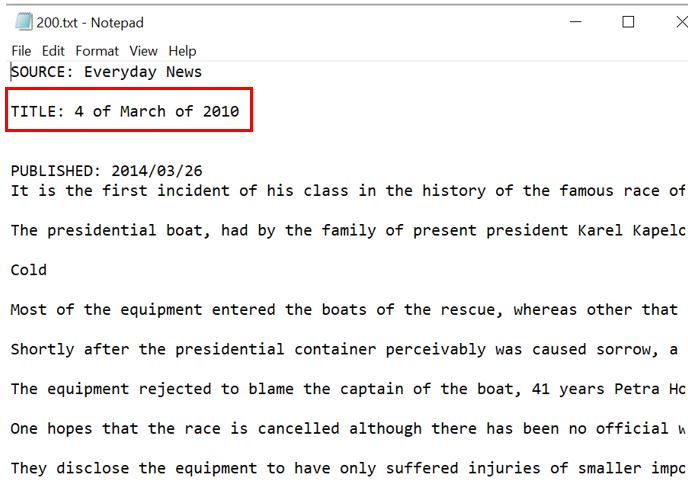 200.txt - Notepad
File Edit Format View Help
SOURCE: Everyday News
TITLE: 4 of March of 2010
PUBLISHED: 2014/03/26
It is the first incident of his class in the history of the famous race of
The presidential boat, had by the family of present president Karel Kapelo
Cold
Most of the equipment entered the boats of the rescue, whereas other that
Shortly after the presidential container perceivably was caused sorrow, a
The equipment rejected to blame the captain of the boat, 41 years Petra Ho
One hopes that the race is cancelled although there has been no official w
They disclose the equipment to have only suffered injuries of smaller impo